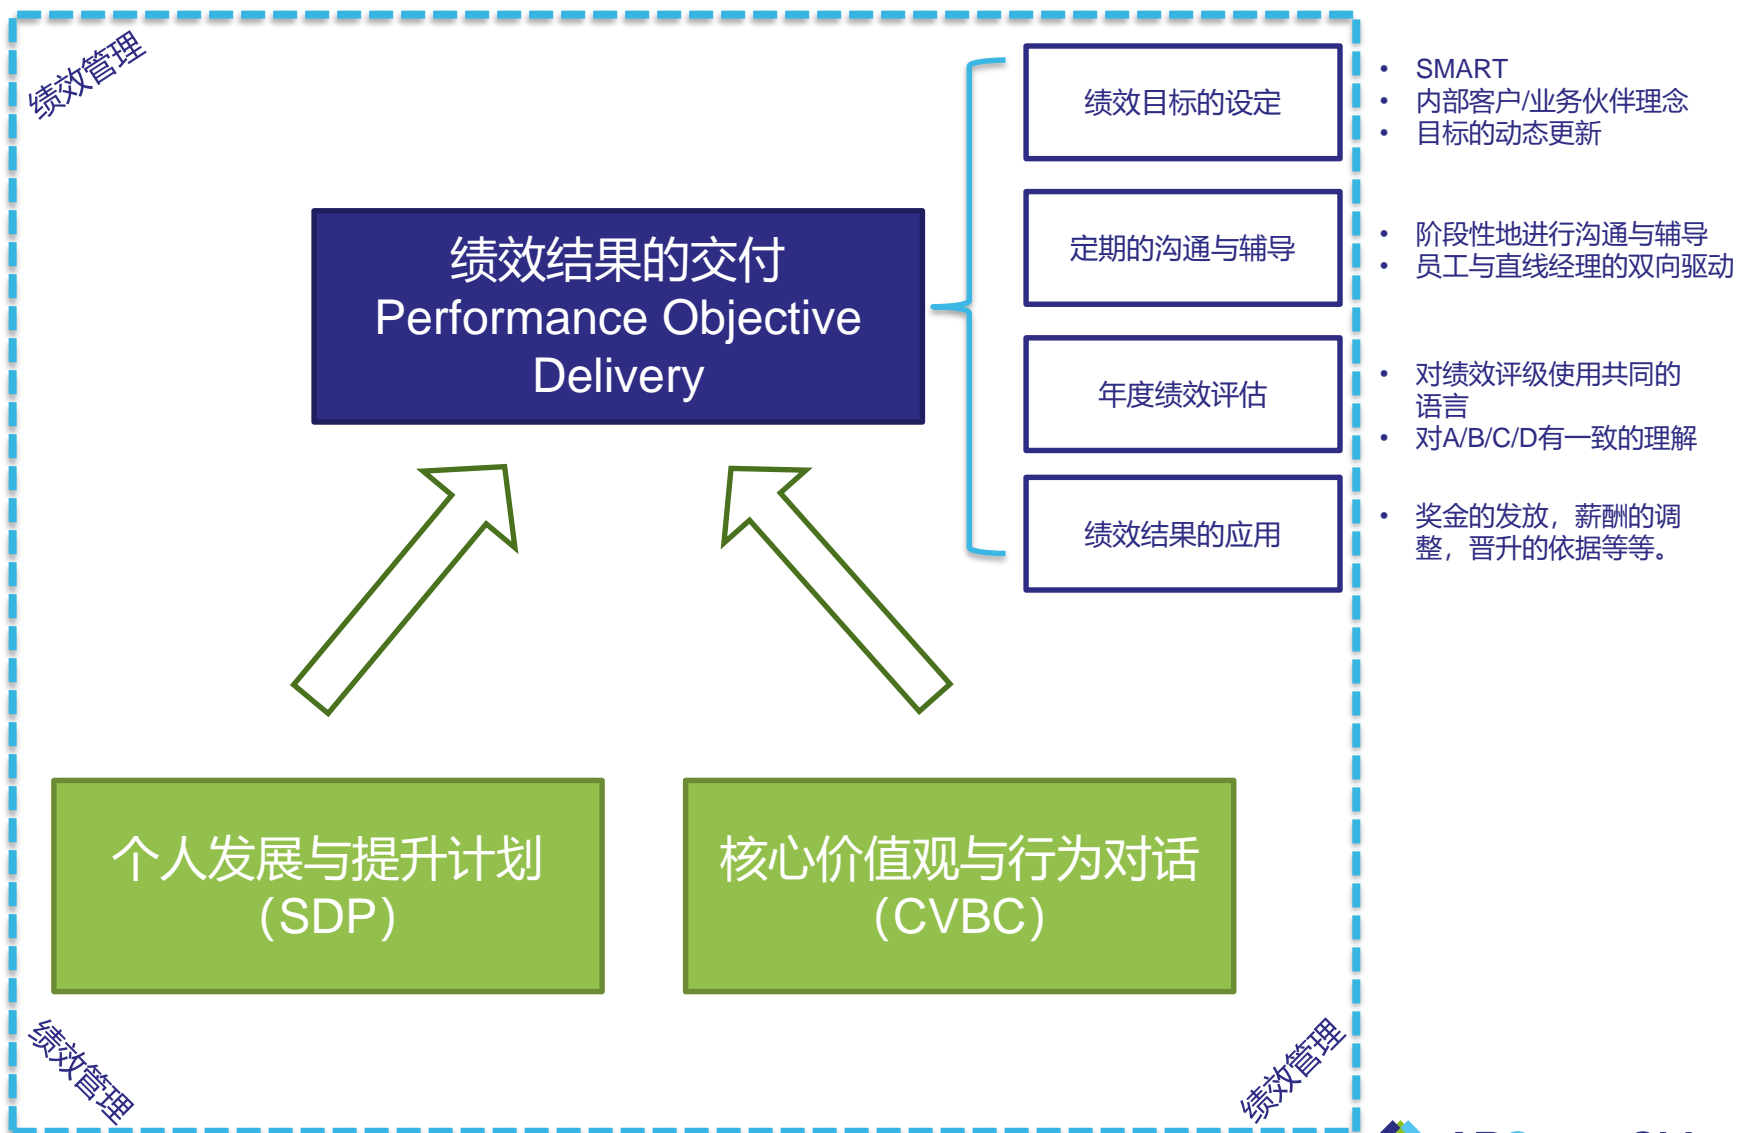 绩效管理
绩效结果的交付
Performance Objective
Delivery
绩效目标的设定
• SMART
• 内部客户/业务伙伴理念
• 目标的动态更新
定期的沟通与辅导
• 阶段性地进行沟通与辅导
• 员工与直线经理的双向驱动
年度绩效评估
• 对绩效评级使用共同的
语言
• 对A/B/C/D有一致的理解
绩效结果的应用
• 奖金的发放，薪酬的调
整，晋升的依据等等。
个人发展与提升计划
（SDP）
核心价值观与行为对话
（CVBC）
绩效管理
绩效管理